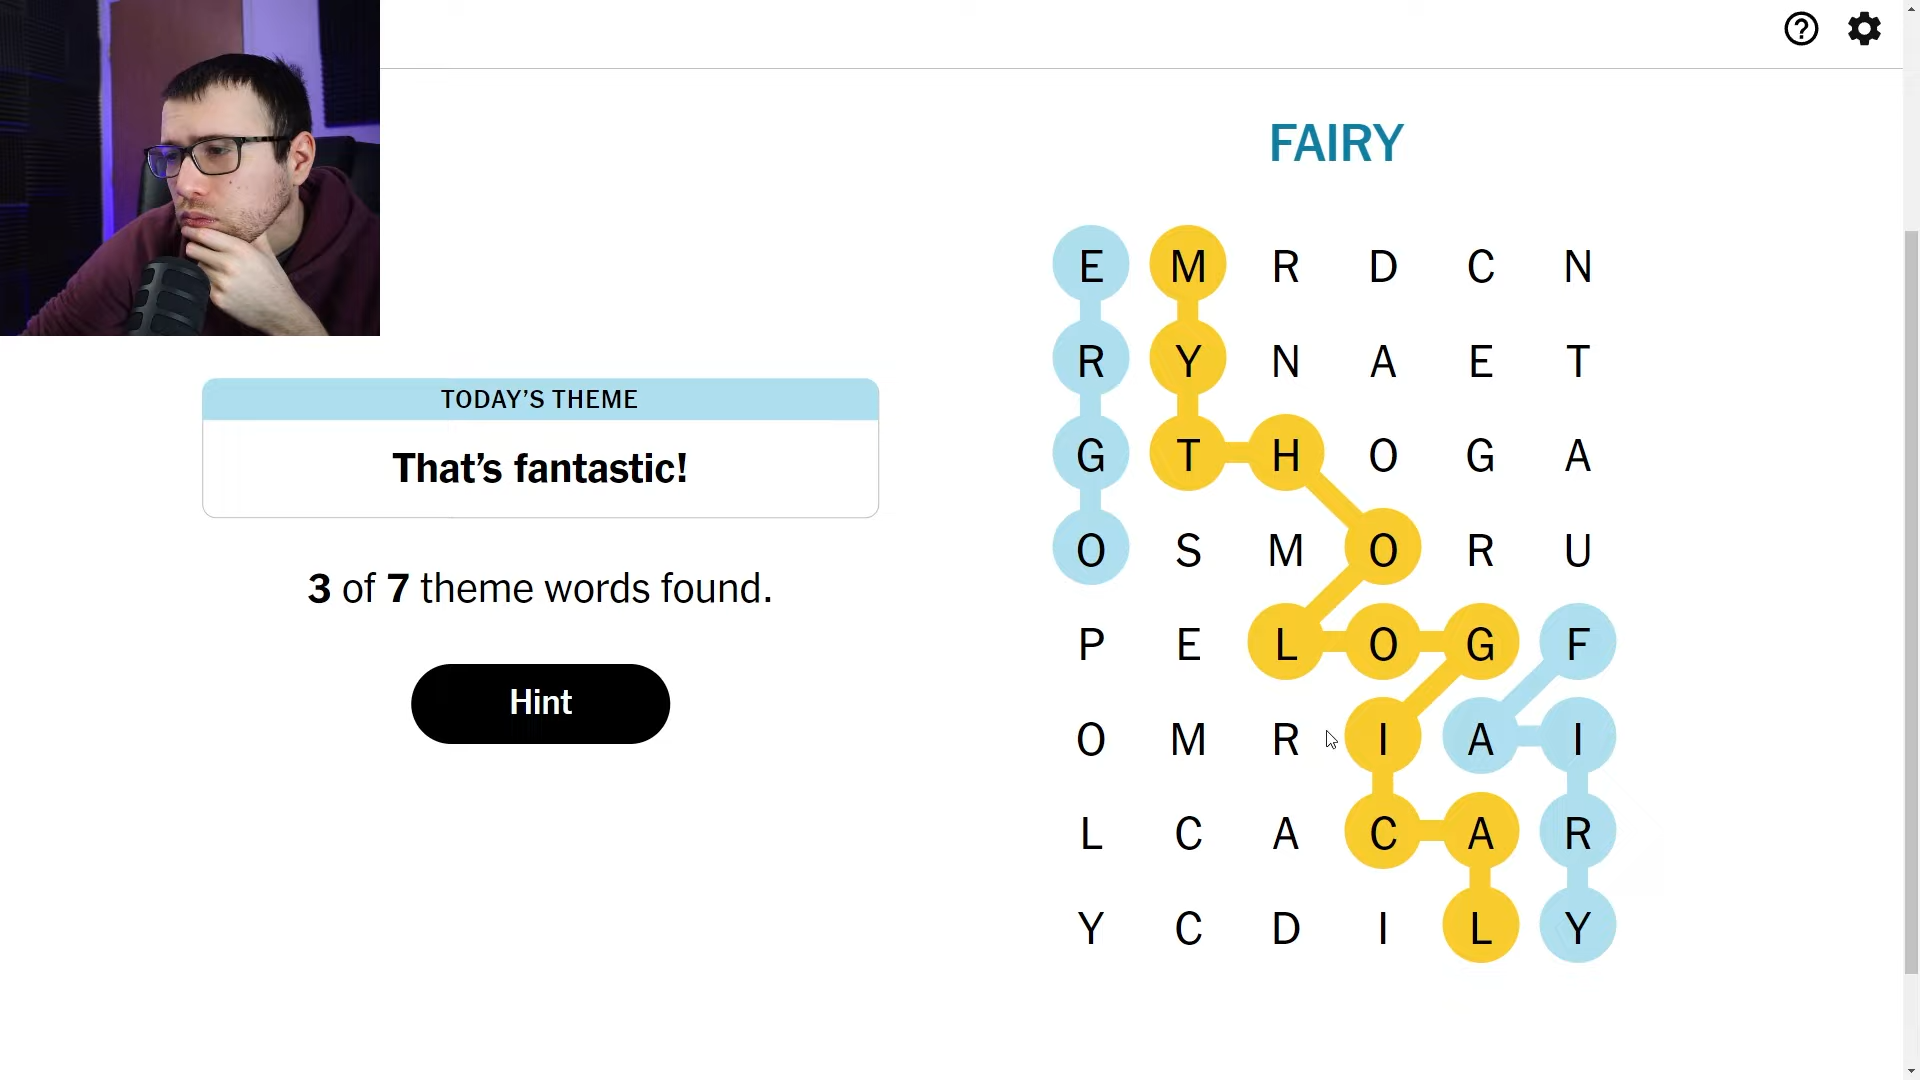 FAIRY
TODAY'S THEME
That's fantastic!
3 of 7 theme words found.
Hint
E M R D C N
R Y N A E T
G T H O G A
O S M O R U
P E L O G F
O M R I A I
L C A C A R
Y C D I L Y